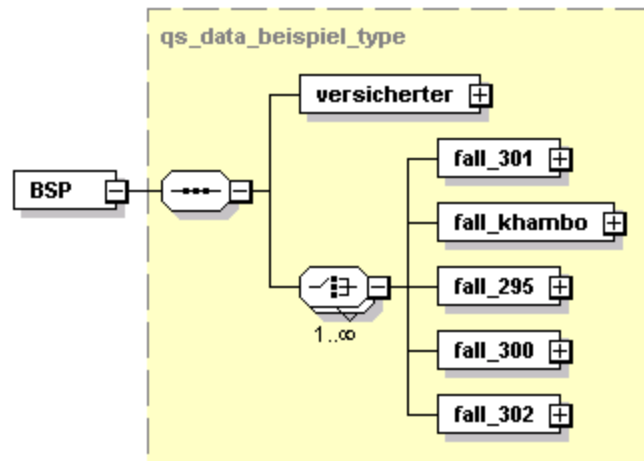 qs_data_beispiel_type
versicherter
fall_301
BSP
fall_khambo
fall_295
1..∞
fall_300
fall_302